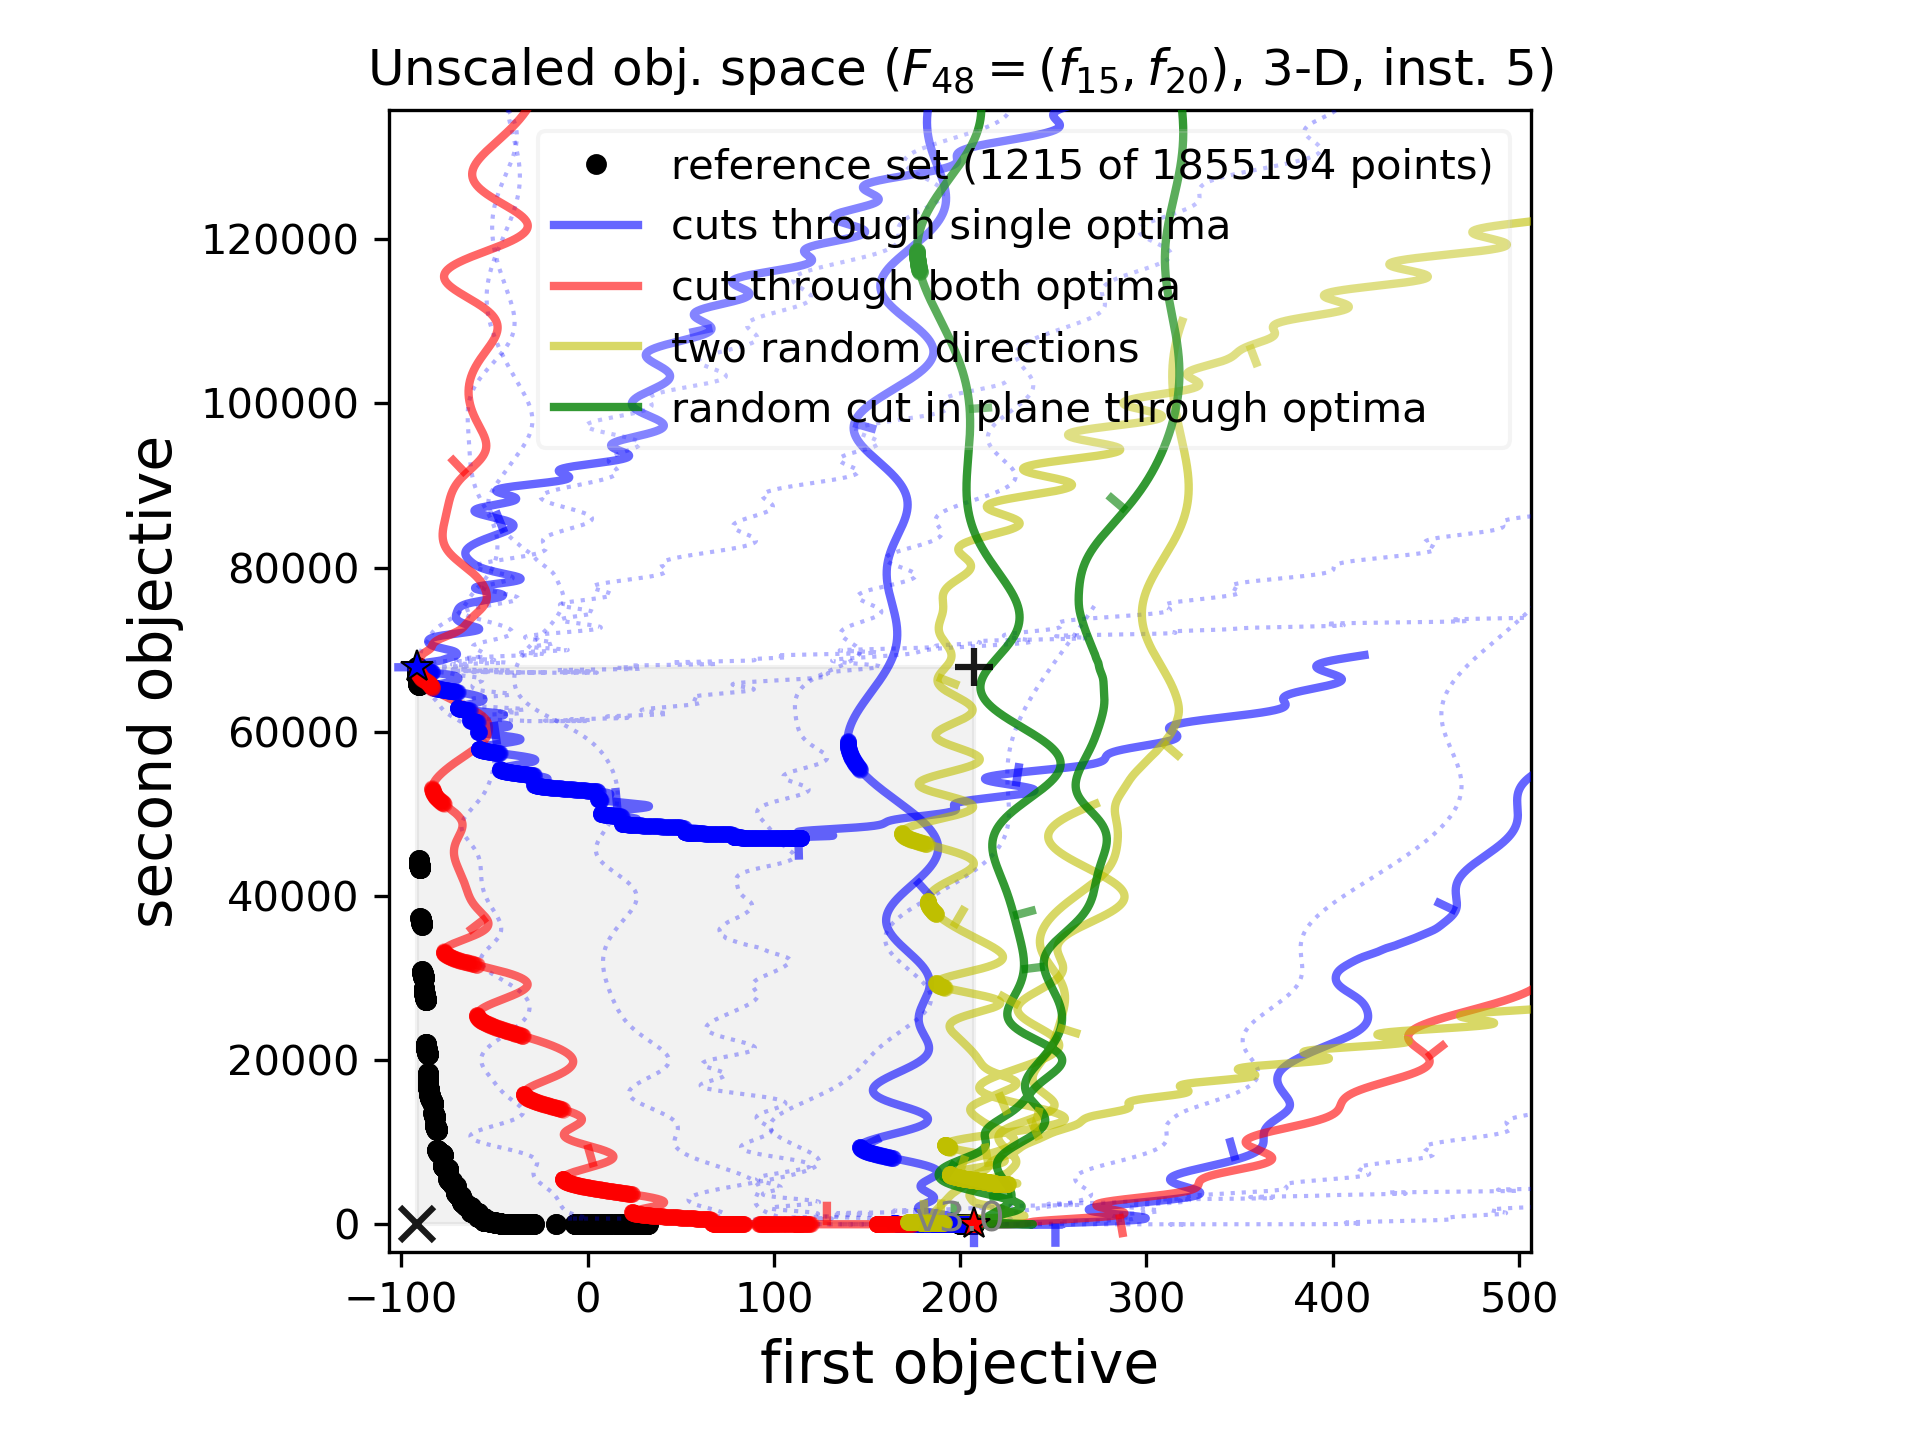 Unscaled obj. space (F₄₈ = (f₁₅, f₂₀), 3-D, inst. 5)
reference set (1215 of 1855194 points)
cuts through single optima
cut through both optima
two random directions
random cut in plane through optima
second objective
120000
100000
80000
60000
40000
20000
0
−100 0 100 200 300 400 500
first objective